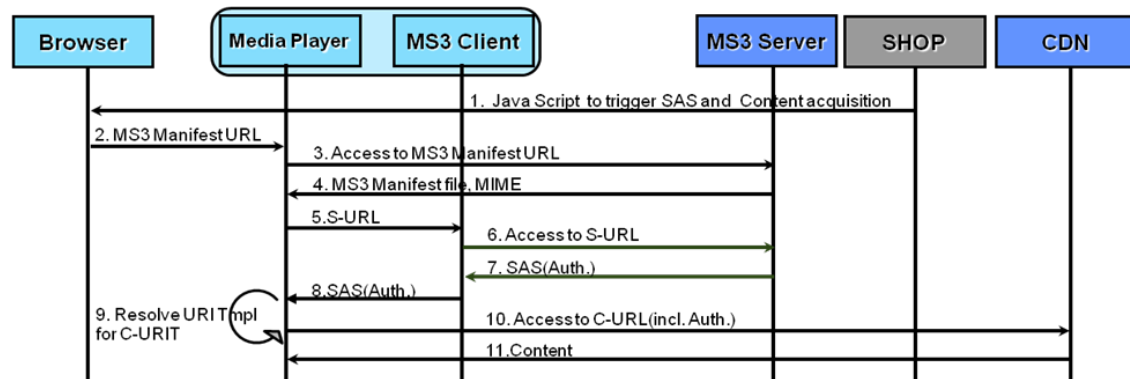 Browser
Media Player
MS3 Client
MS3 Server
SHOP
CDN
1. Java Script to trigger SAS and Content acquisition
2. MS3 Manifest URL
3. Access to MS3 Manifest URL
4. MS3 Manifest file, MIME
5.S-URL
6. Access to S-URL
7. SAS(Auth.)
8.SAS(Auth.)
9. Resolve URI Tmpl
for C-URIT
10. Access to C-URL(incl. Auth.)
11.Content